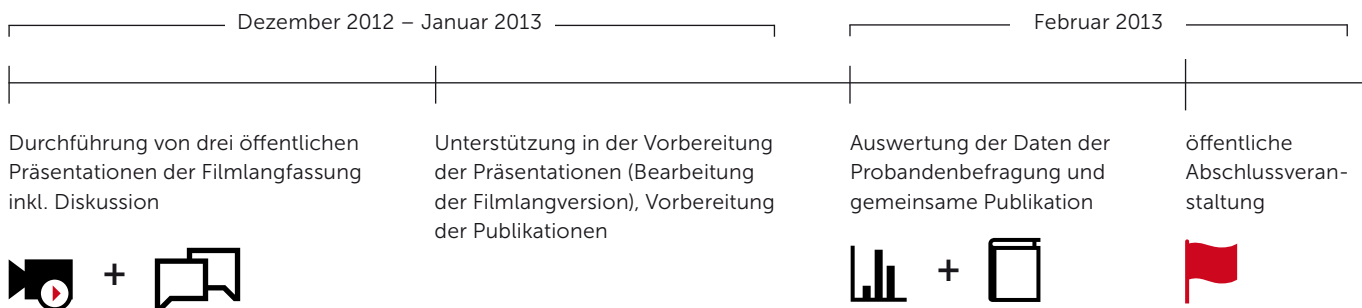 Dezember 2012 – Januar 2013
Februar 2013
Durchführung von drei öffentlichen
Präsentationen der Filmlangfassung
inkl. Diskussion
Unterstützung in der Vorbereitung
der Präsentationen (Bearbeitung
der Filmlangversion), Vorbereitung
der Publikationen
Auswertung der Daten der
Probandenbefragung und
gemeinsame Publikation
öffentliche
Abschlussveran-
staltung
+
+